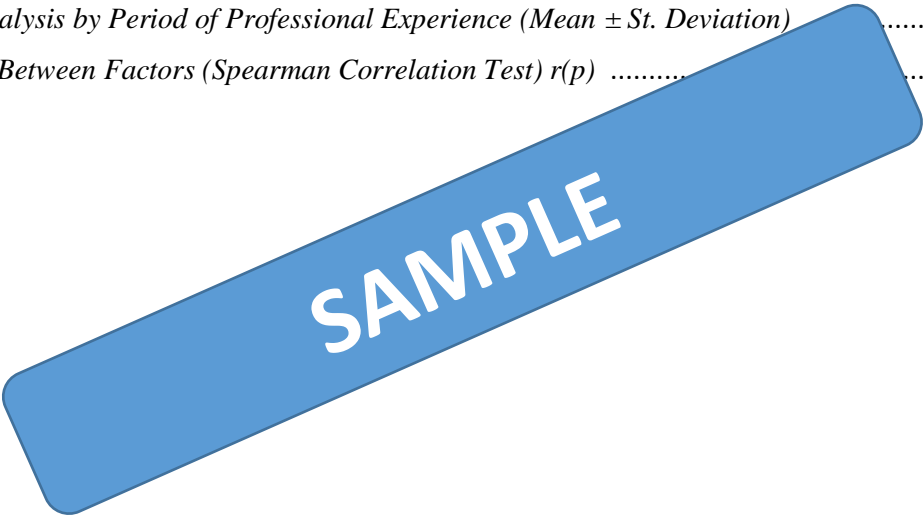 alysis by Period of Professional Experience (Mean ± St. Deviation) ......
Between Factors (Spearman Correlation Test) r(p) .............
SAMPLE